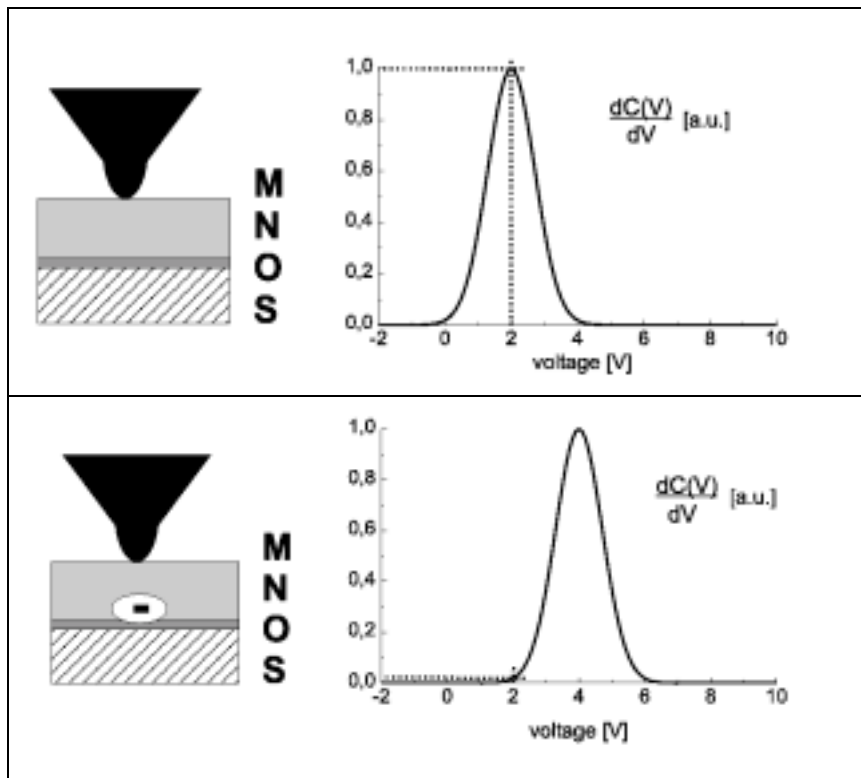 M
N
O
S
1,0
0,8
0,6
0,4
0,2
0,0
dC(V)
dV
[a.u.]
-2 0 2 4 6 8 10
voltage [V]
M
N
O
S
1,0
0,8
0,6
0,4
0,2
0,0
dC(V)
dV
[a.u.]
-2 0 2 4 6 8 10
voltage [V]